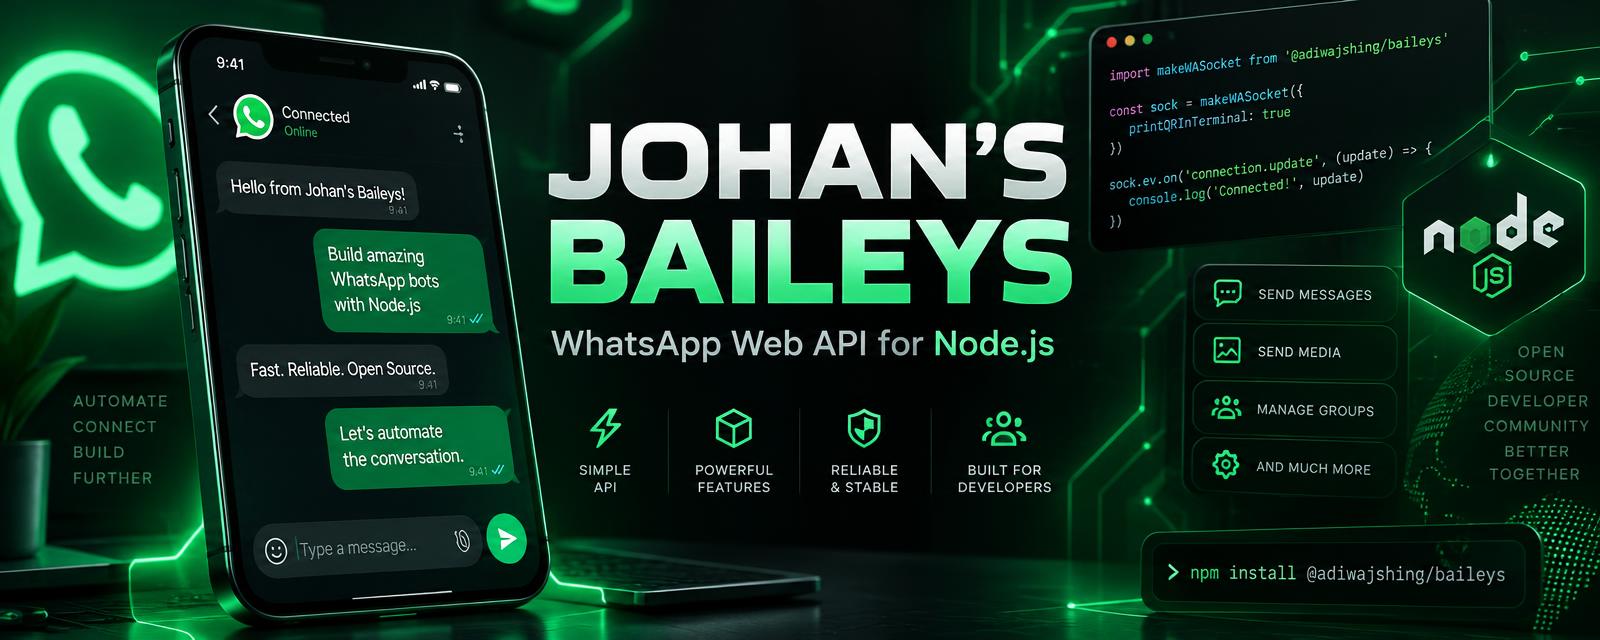 9:41
Connected
Online
Hello from Johan's Baileys!
9:41
Build amazing
WhatsApp bots
with Node.js
9:41
Fast. Reliable. Open Source.
9:41
Let's automate
the conversation.
9:41
Type a message...
AUTOMATE
CONNECT
BUILD
FURTHER
JOHAN'S
BAILEYS
WhatsApp Web API for Node.js
SIMPLE
API
POWERFUL
FEATURES
RELIABLE
& STABLE
BUILT FOR
DEVELOPERS
import makeWASocket from '@adiwajshing/baileys'
const sock = makeWASocket({
printQRInTerminal: true
})
sock.ev.on('connection.update', (update) => {
console.log('Connected!', update)
})
node
JS
SEND MESSAGES
SEND MEDIA
MANAGE GROUPS
AND MUCH MORE
OPEN
SOURCE
DEVELOPER
COMMUNITY
BETTER
TOGETHER
> npm install @adiwajshing/baileys